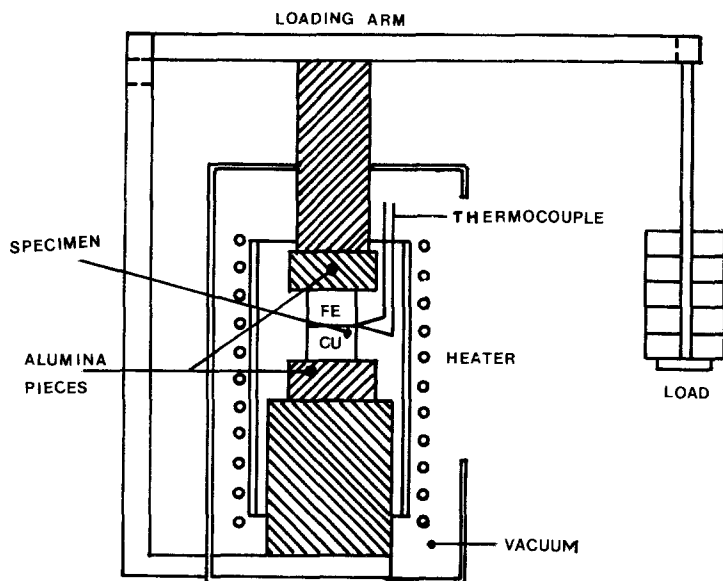 LOADING ARM
THERMOCOUPLE
SPECIMEN
FE
CU
HEATER
ALUMINA
PIECES
LOAD
VACUUM